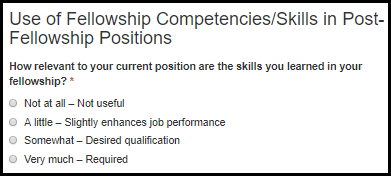 Use of Fellowship Competencies/Skills in Post-
Fellowship Positions
How relevant to your current position are the skills you learned in your
fellowship? *
Not at all – Not useful
A little – Slightly enhances job performance
Somewhat – Desired qualification
Very much – Required